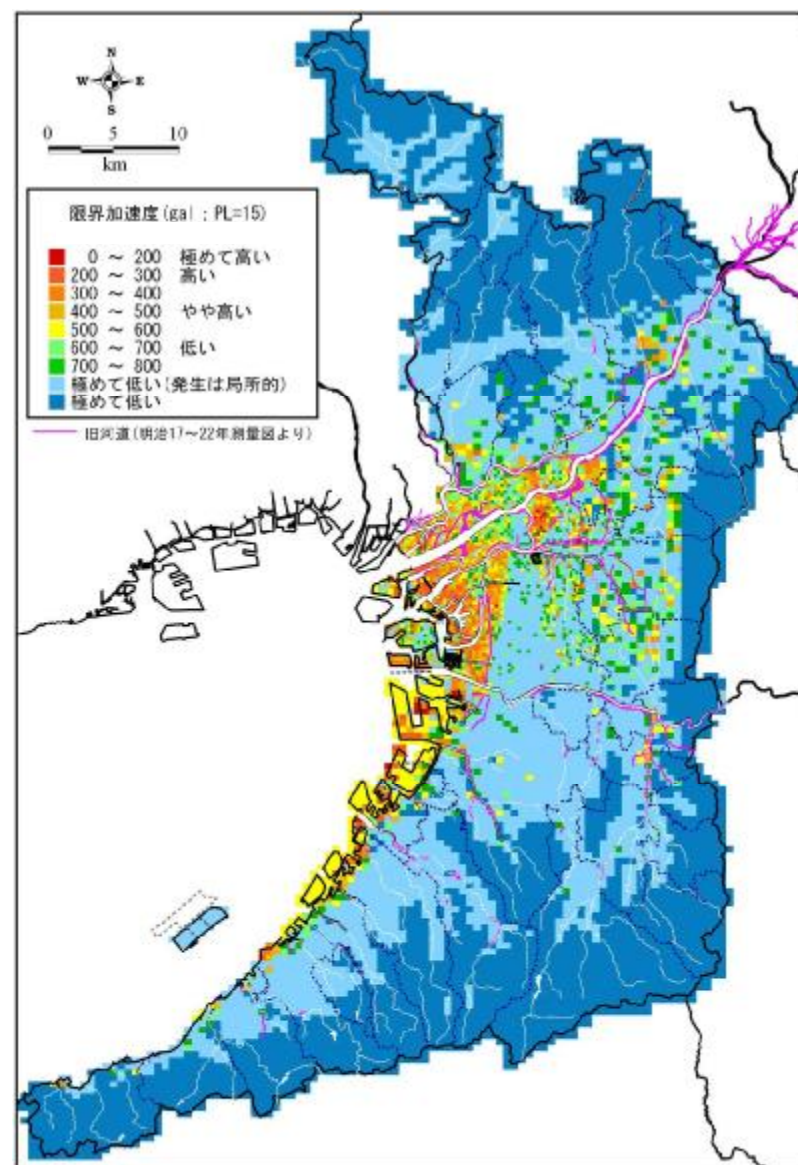 N
W E
S
0 5 10
km
限界加速度(gal ; PL=15)
0 ～ 200 極めて高い
200 ～ 300 高い
300 ～ 400
400 ～ 500 やや高い
500 ～ 600
600 ～ 700 低い
700 ～ 800
極めて低い(発生は局所的)
極めて低い
旧河道(明治17～22年測量図より)